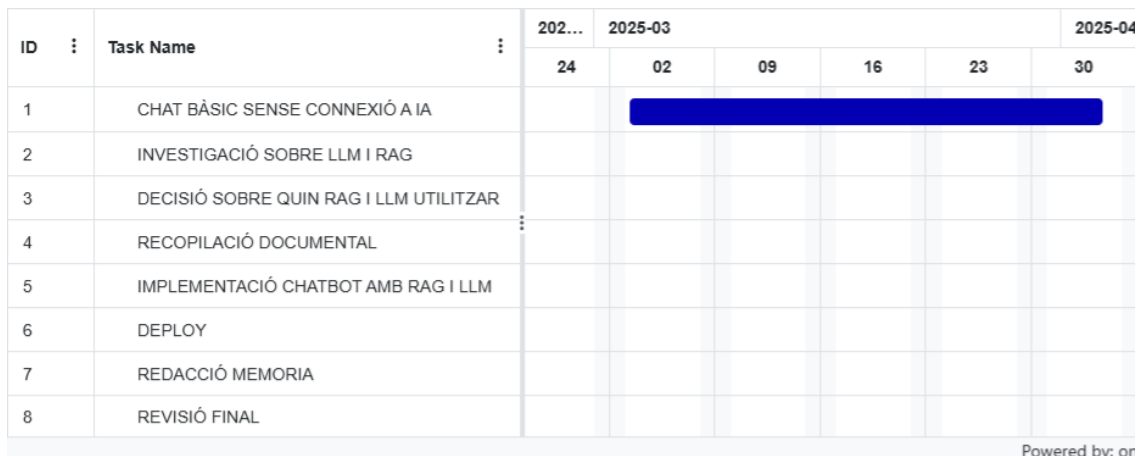 ID
Task Name
202...
2025-03
2025-04
24
02
09
16
23
30
1 CHAT BÀSIC SENSE CONNEXIÓ A IA
2 INVESTIGACIÓ SOBRE LLM I RAG
3 DECISIÓ SOBRE QUIN RAG I LLM UTILITZAR
4 RECOPILACIÓ DOCUMENTAL
5 IMPLEMENTACIÓ CHATBOT AMB RAG I LLM
6 DEPLOY
7 REDACCIÓ MEMORIA
8 REVISIÓ FINAL
Powered by: on